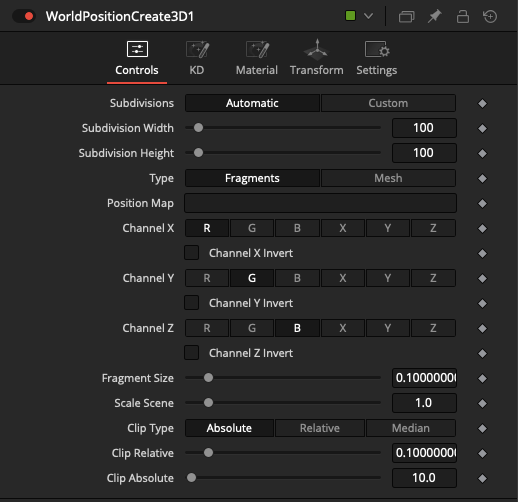 WorldPositionCreate3D1
Controls KD Material Transform Settings
Subdivisions Automatic Custom
Subdivision Width 100
Subdivision Height 100
Type Fragments Mesh
Position Map
Channel X R G B X Y Z
Channel X Invert
Channel Y R G B X Y Z
Channel Y Invert
Channel Z R G B X Y Z
Channel Z Invert
Fragment Size 0.1000000
Scale Scene 1.0
Clip Type Absolute Relative Median
Clip Relative 0.1000000
Clip Absolute 10.0